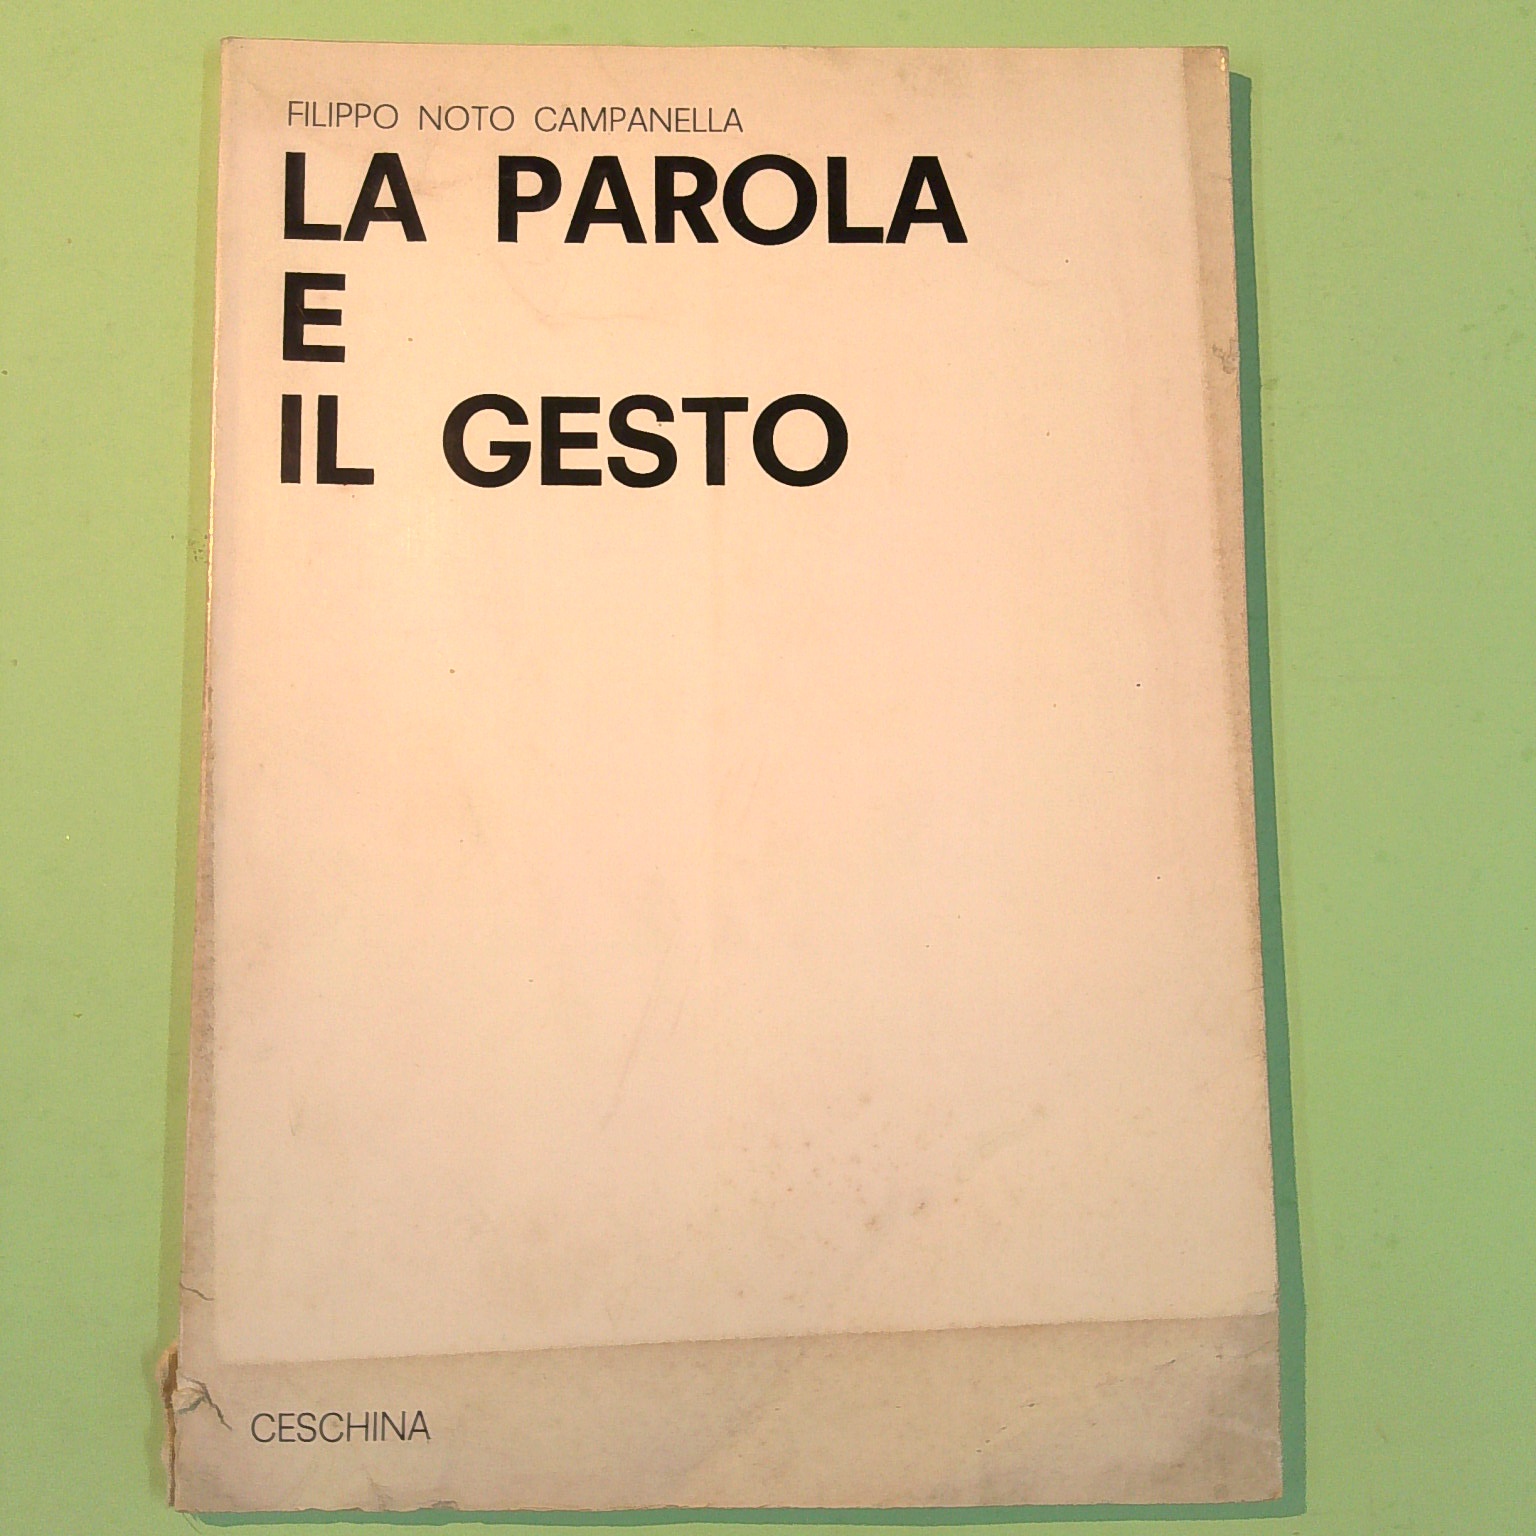 FILIPPO NOTO CAMPANELLA
LA PAROLA
E
IL GESTO
CESCHINA